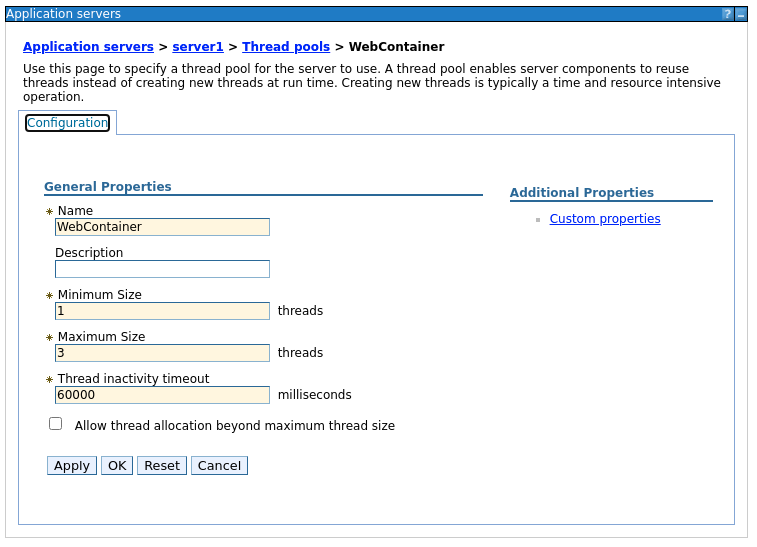 Application servers
Application servers > server1 > Thread pools > WebContainer
Use this page to specify a thread pool for the server to use. A thread pool enables server components to reuse
threads instead of creating new threads at run time. Creating new threads is typically a time and resource intensive
operation.
Configuration
General Properties
Name
WebContainer
Description
Minimum Size
1 threads
Maximum Size
3 threads
Thread inactivity timeout
60000 milliseconds
Allow thread allocation beyond maximum thread size
Apply OK Reset Cancel
Additional Properties
Custom properties